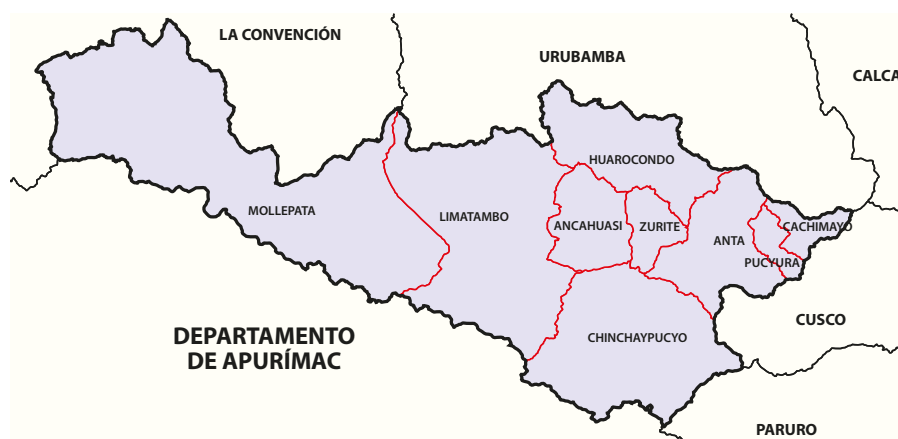 LA CONVENCIÓN
URUBAMBA
CALCA
HUAROCONDO
MOLLEPATA
LIMATAMBO
ANCAHUASI
ZURITE
CACHIMAYO
ANTA
PUCYURA
CUSCO
DEPARTAMENTO
DE APURÍMAC
CHINCHAYPUCYO
PARURO